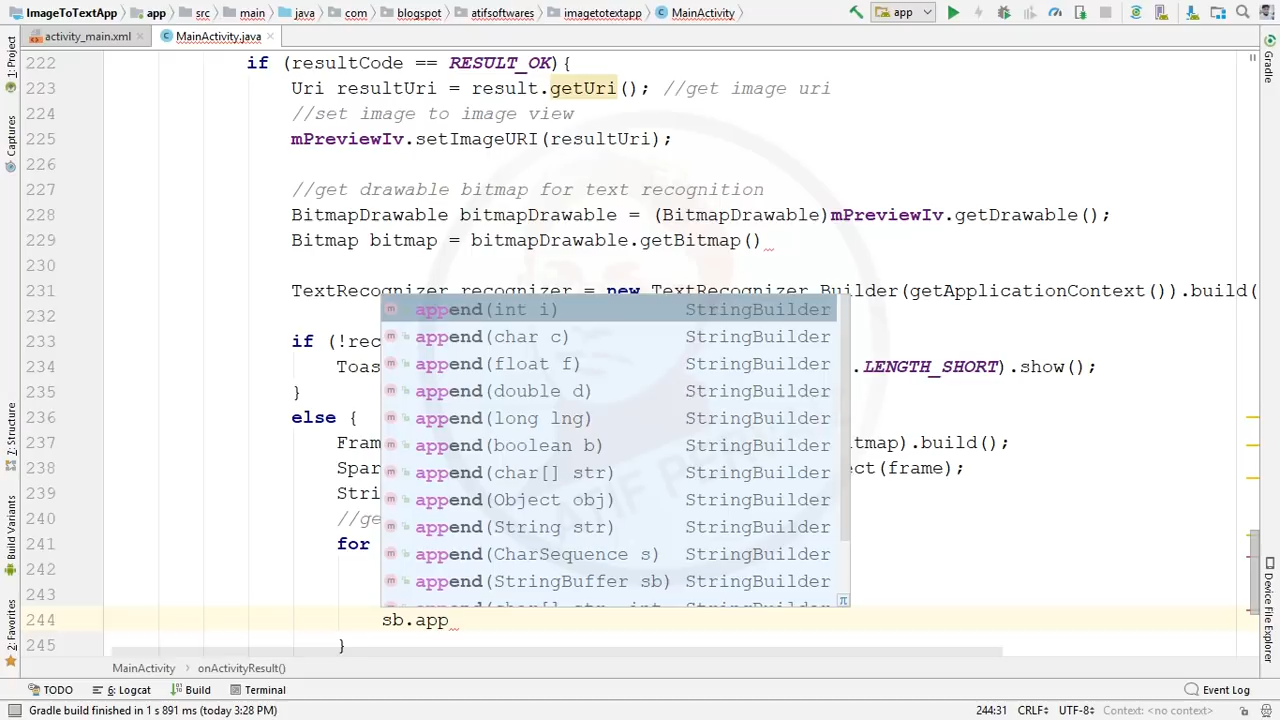 ImageToTextApp app src main java com blogspot atifsoftwares imagetotextapp MainActivity app
activity_main.xml MainActivity.java
222 if (resultCode == RESULT_OK){
223 Uri resultUri = result.getUri(); //get image uri
224 //set image to image view
225 mPreviewIv.setImageURI(resultUri);
226
227 //get drawable bitmap for text recognition
228 BitmapDrawable bitmapDrawable = (BitmapDrawable)mPreviewIv.getDrawable();
229 Bitmap bitmap = bitmapDrawable.getBitmap()
230
231 TextRecognizer recognizer = new TextRecognizer.Builder(getApplicationContext()).build(
232
233 if (!rec
234 Toas .LENGTH_SHORT).show();
235 }
236 else {
237 Fram tmap).build();
238 Spar ect(frame);
239 Stri
240 //ge
241 for
242
243
244 sb.app
245 }
append(int i) StringBuilder
append(char c) StringBuilder
append(float f) StringBuilder
append(double d) StringBuilder
append(long lng) StringBuilder
append(boolean b) StringBuilder
append(char[] str) StringBuilder
append(Object obj) StringBuilder
append(String str) StringBuilder
append(CharSequence s) StringBuilder
append(StringBuffer sb) StringBuilder
MainActivity onActivityResult()
1: Project
Captures
7: Structure
Build Variants
2: Favorites
Gradle
Device File Explorer
TODO 6: Logcat Build Terminal Event Log
Gradle build finished in 1 s 891 ms (today 3:28 PM) 244:31 CRLF UTF-8 Context: <no context>